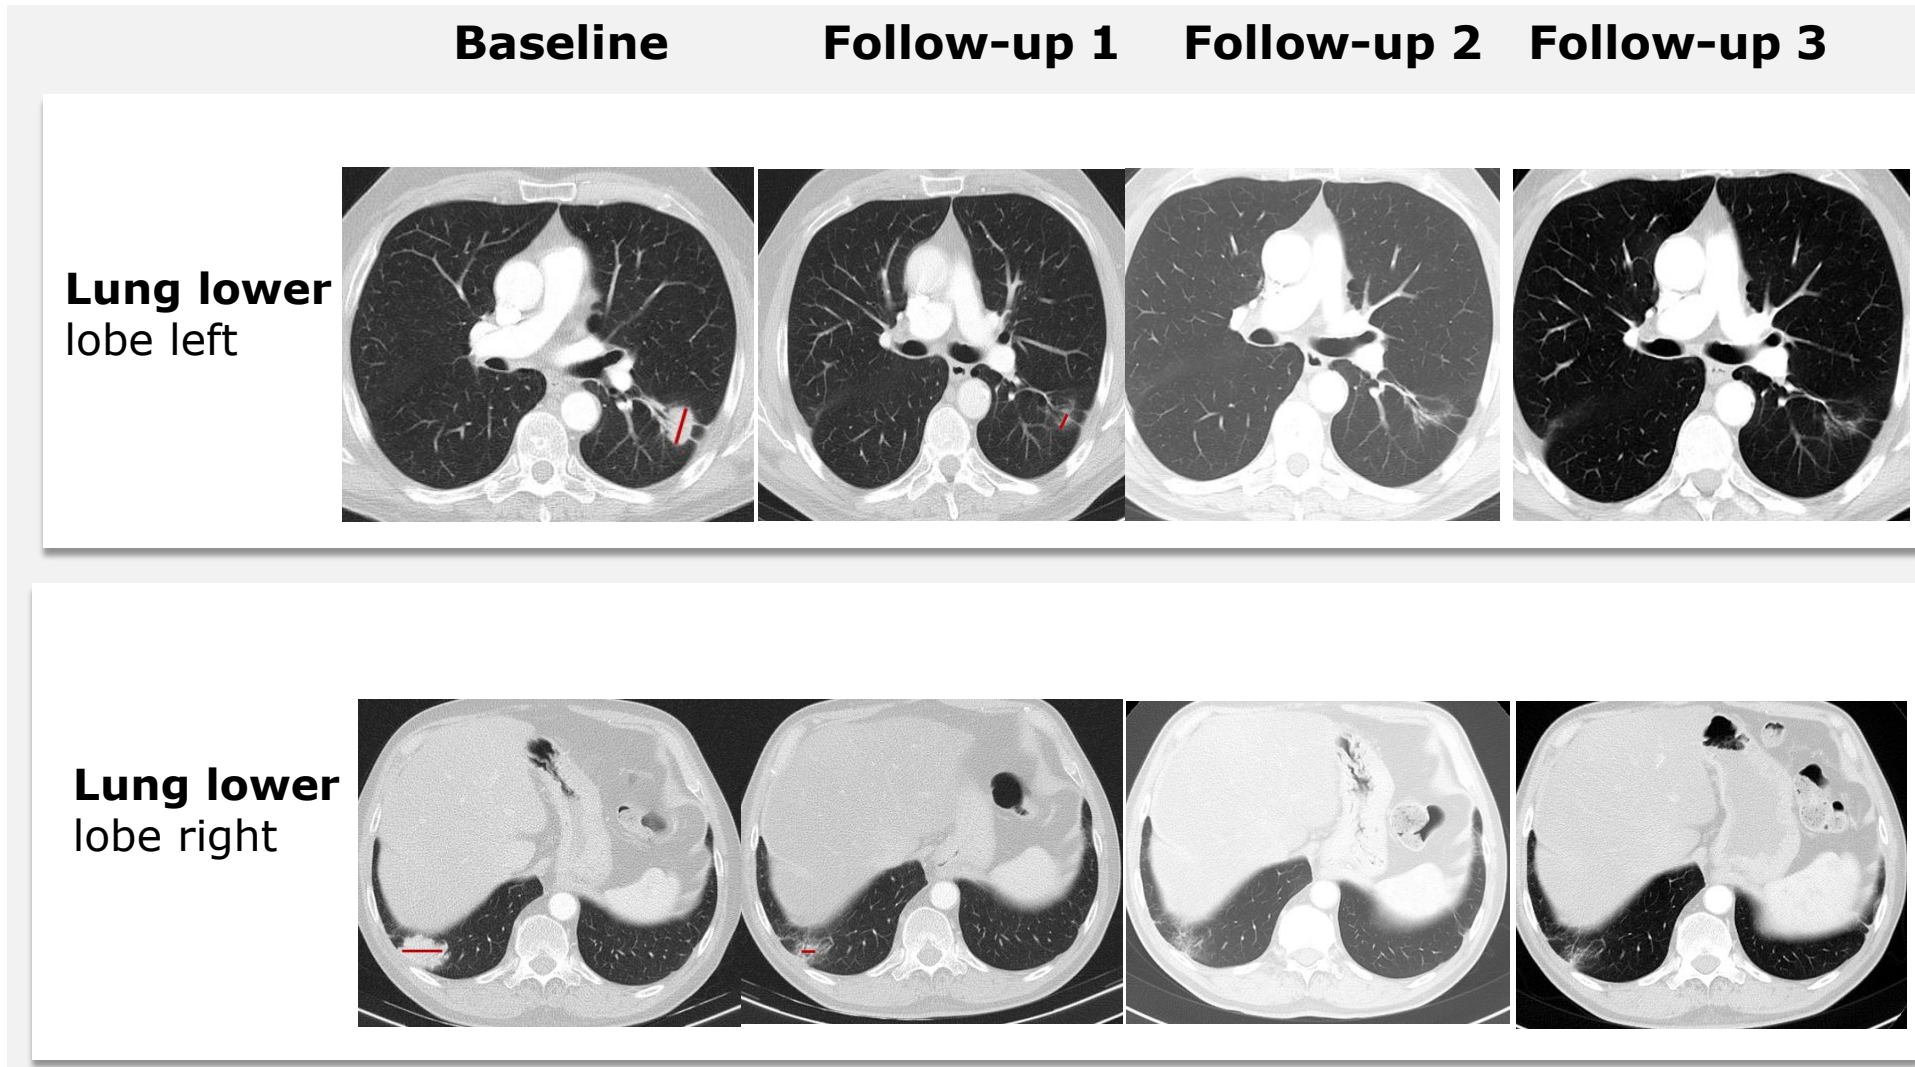 Baseline Follow-up 1 Follow-up 2 Follow-up 3
Lung lower
lobe left
Lung lower
lobe right